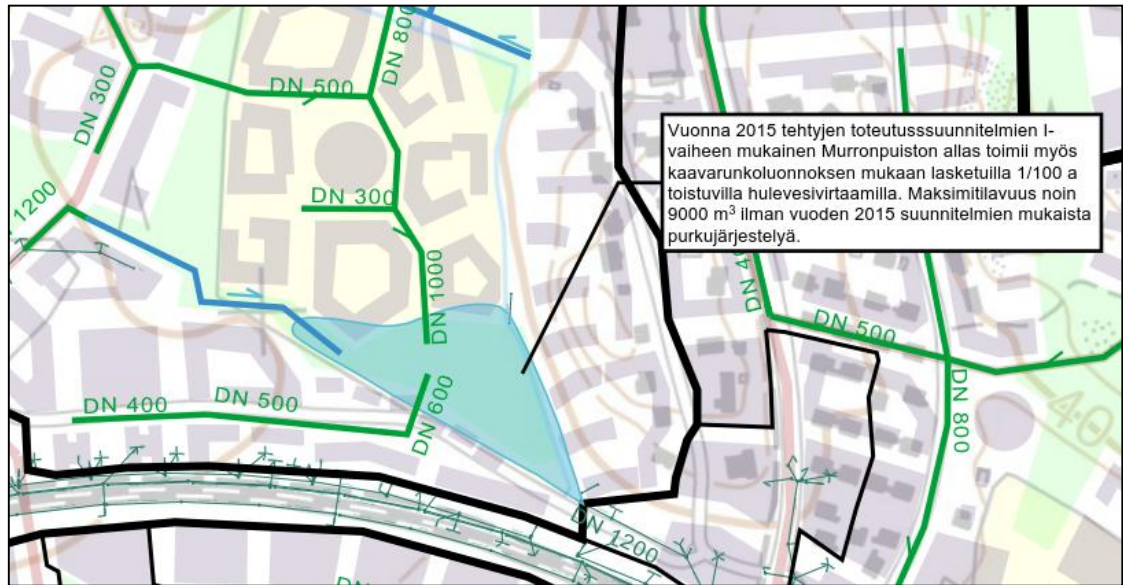 DN 800
DN 500
DN 300
Vuonna 2015 tehtyjen toteutusssuunnitelmien I-
vaiheen mukainen Murronpuiston allas toimii myös
kaavarunkoluonnoksen mukaan lasketuilla 1/100 a
toistuvilla hulevesivirtaamilla. Maksimitilavuus noin
9000 m³ ilman vuoden 2015 suunnitelmien mukaista
purkujärjestelyä.
1200
DN 300
DN 1000
DN 500
DN 600
DN 400
DN 500
DN 800
40
DN 1200